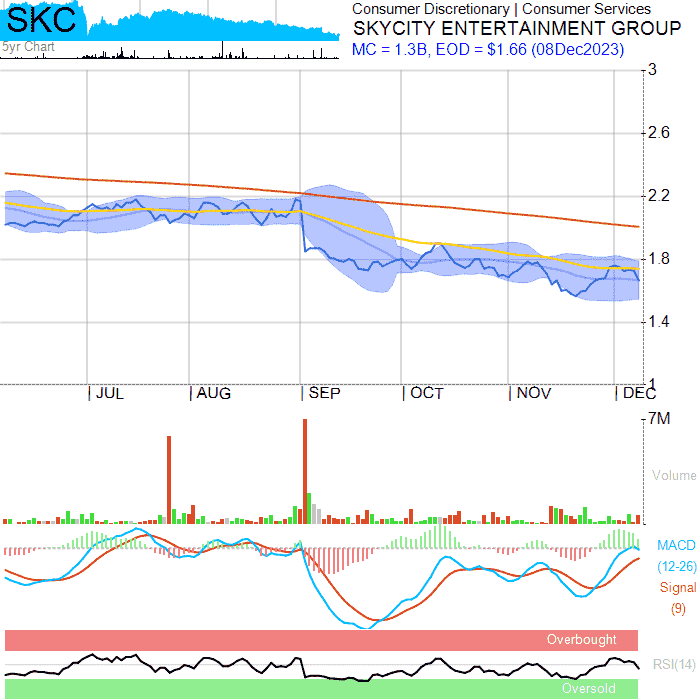 SKC
5yr Chart
Consumer Discretionary | Consumer Services
SKYCITY ENTERTAINMENT GROUP
MC = 1.3B, EOD = $1.66 (08Dec2023)
3
2.6
2.2
1.8
1.4
1
JUL AUG SEP OCT NOV DEC
7M
Volume
MACD
(12-26)
Signal
(9)
Overbought
RSI(14)
Oversold